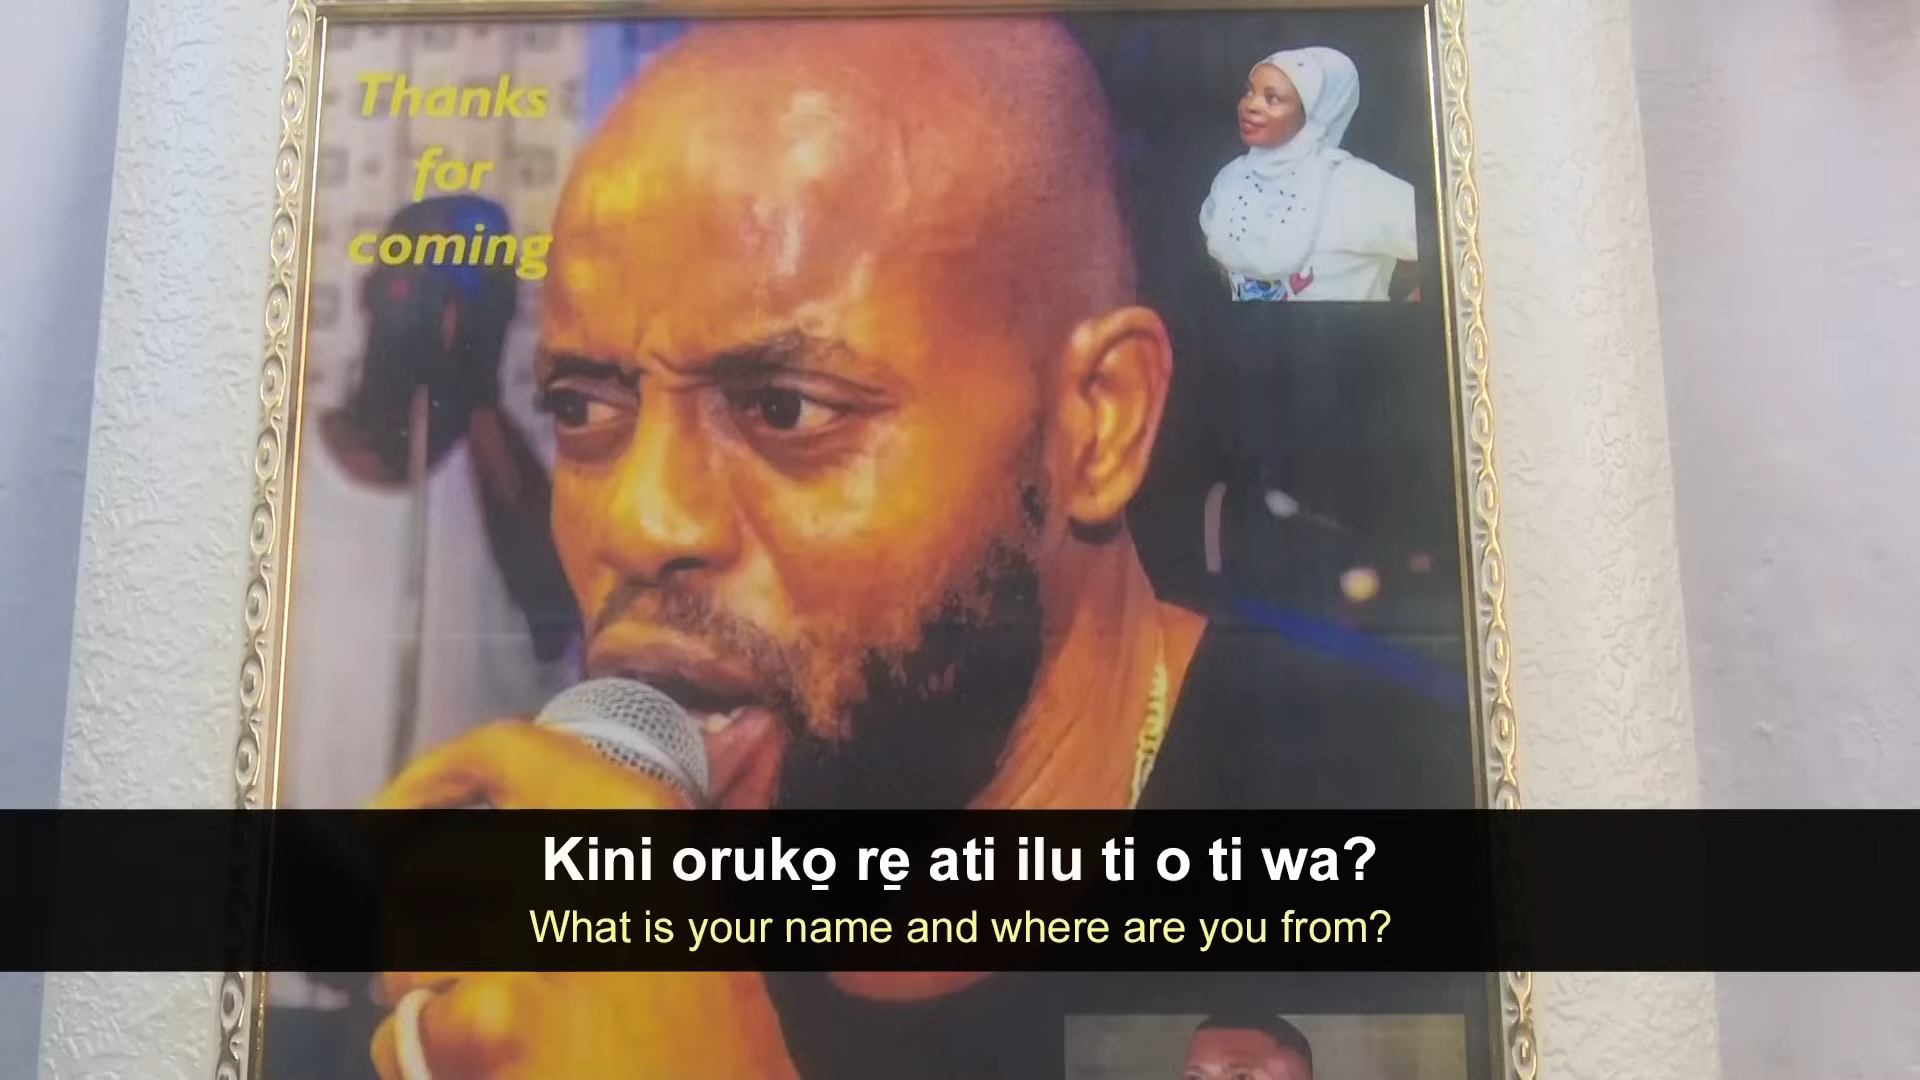 Thanks
for
coming
Kini orukọ rẹ ati ilu ti o ti wa?
What is your name and where are you from?